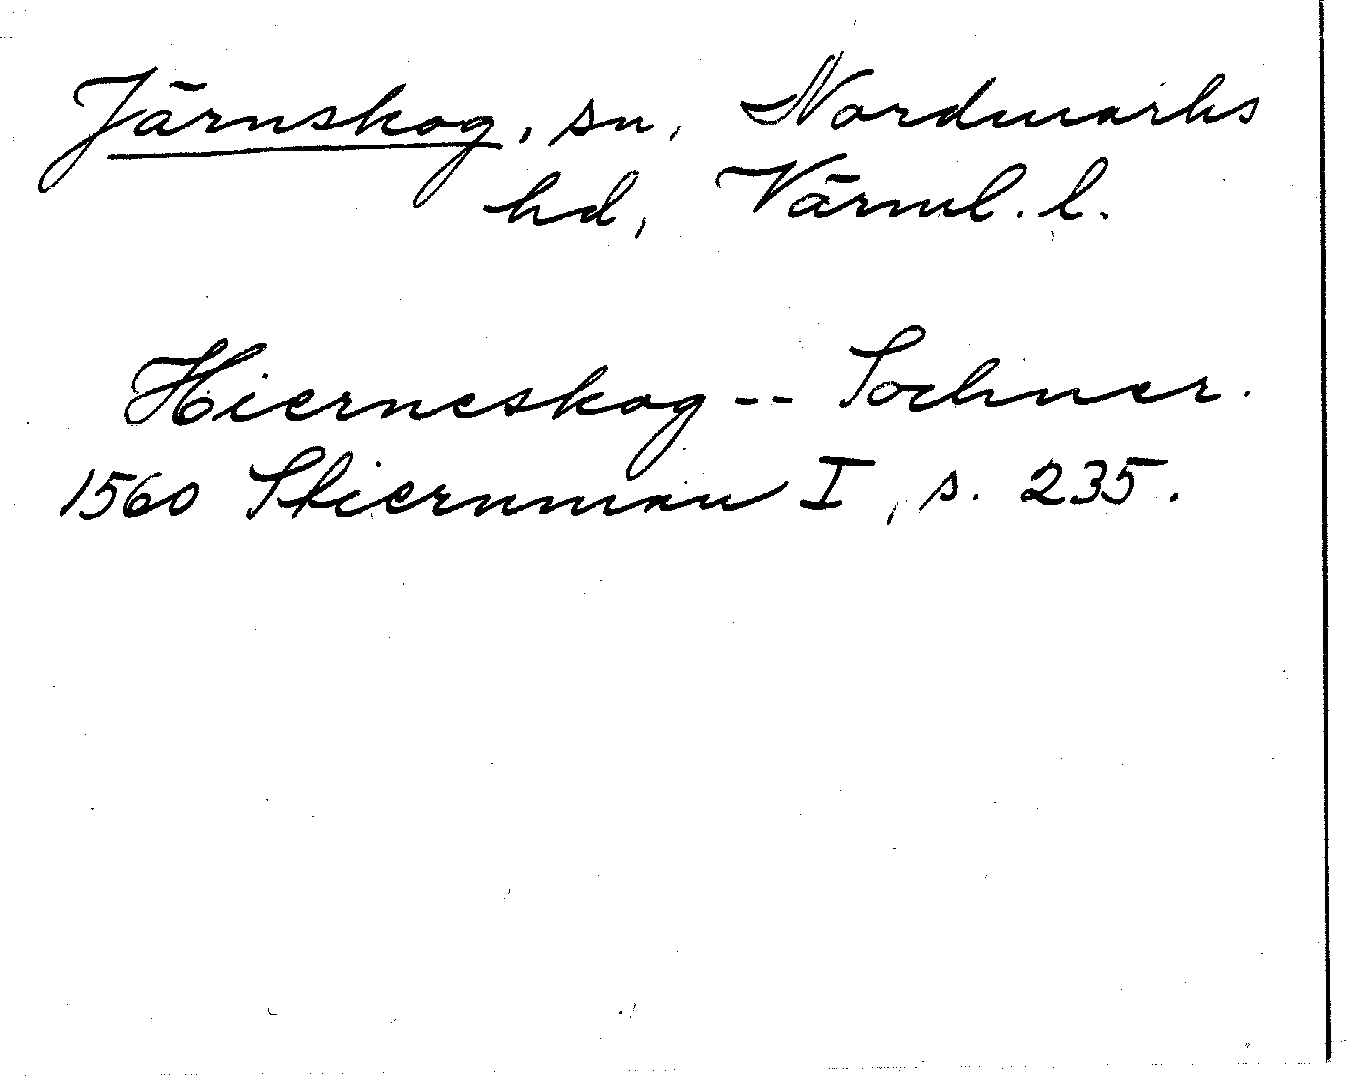 Järnskog, sn, Nordmarks
hd, Värml. l.
Hierneskog -- Sochner.
1560 Stiernman I, s. 235.